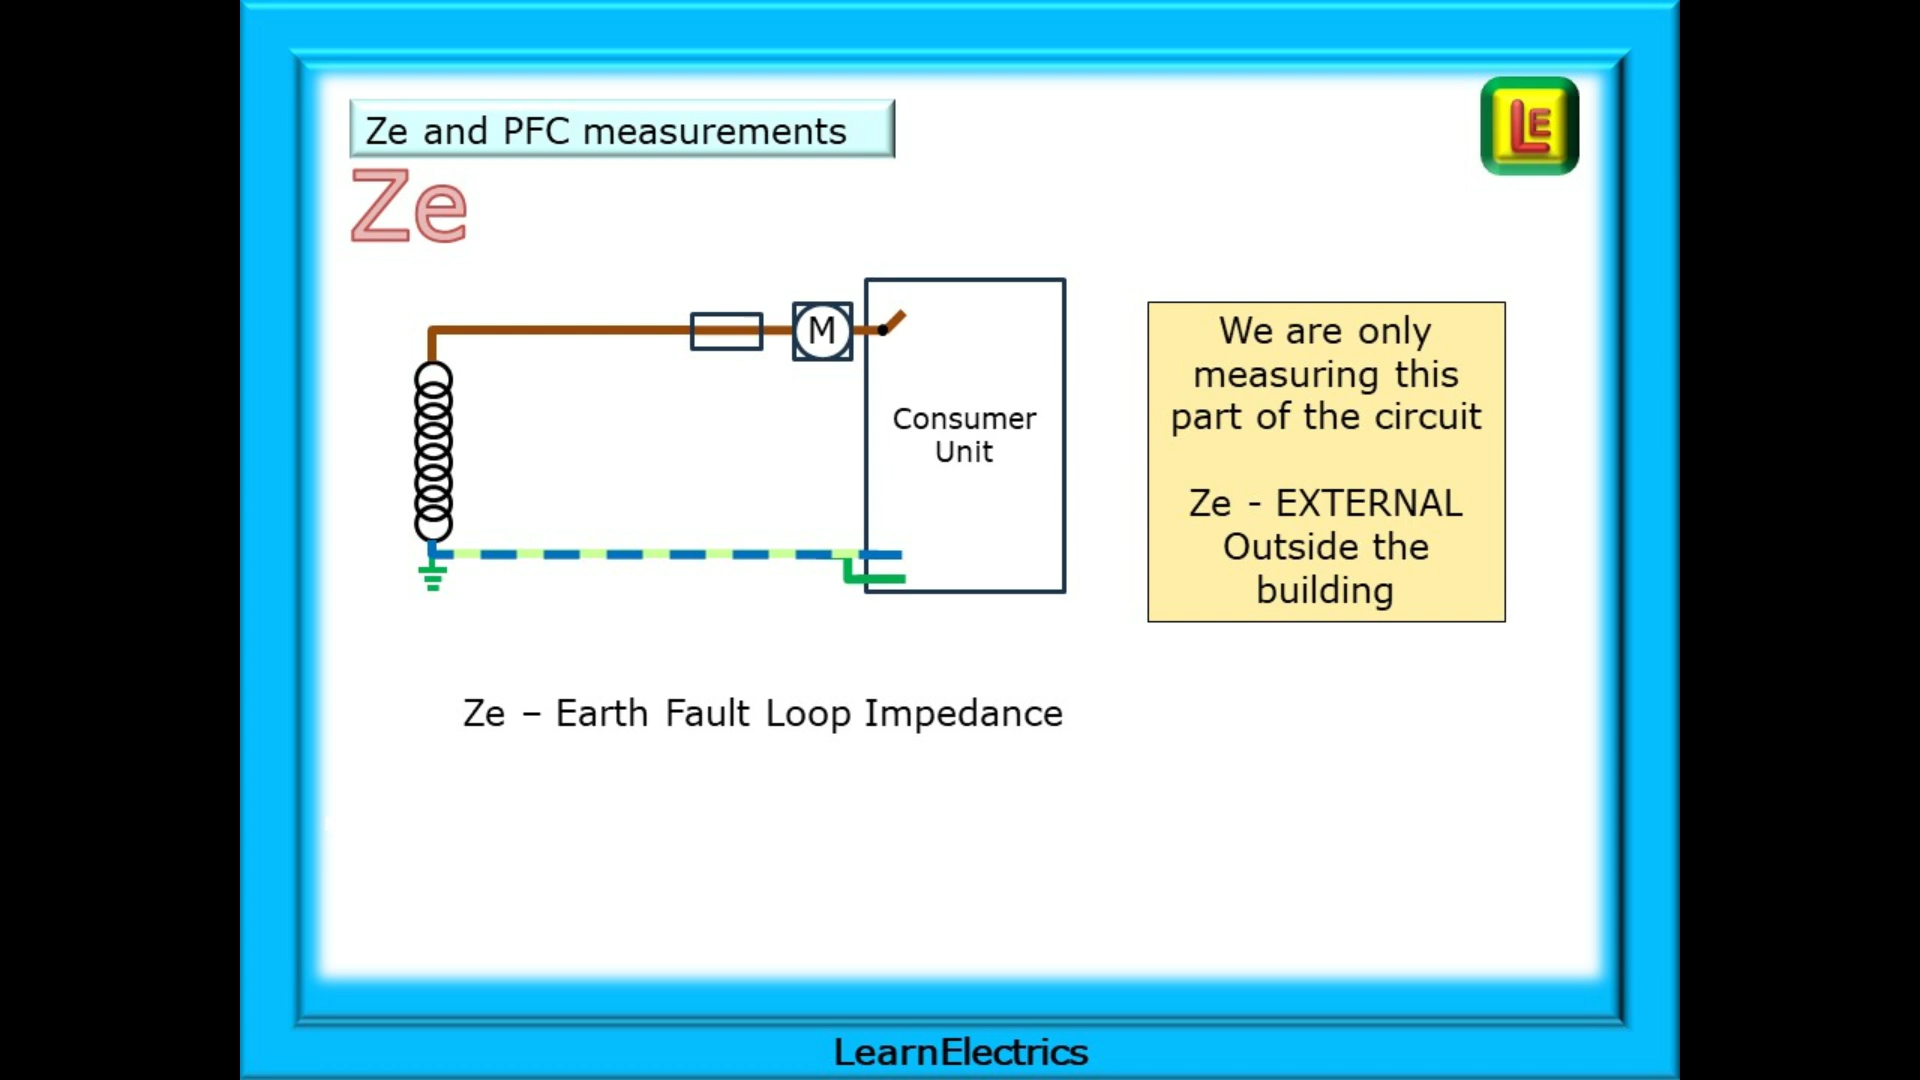 Ze and PFC measurements
LE
Ze
M
Consumer
Unit
We are only
measuring this
part of the circuit
Ze - EXTERNAL
Outside the
building
Ze – Earth Fault Loop Impedance
LearnElectrics